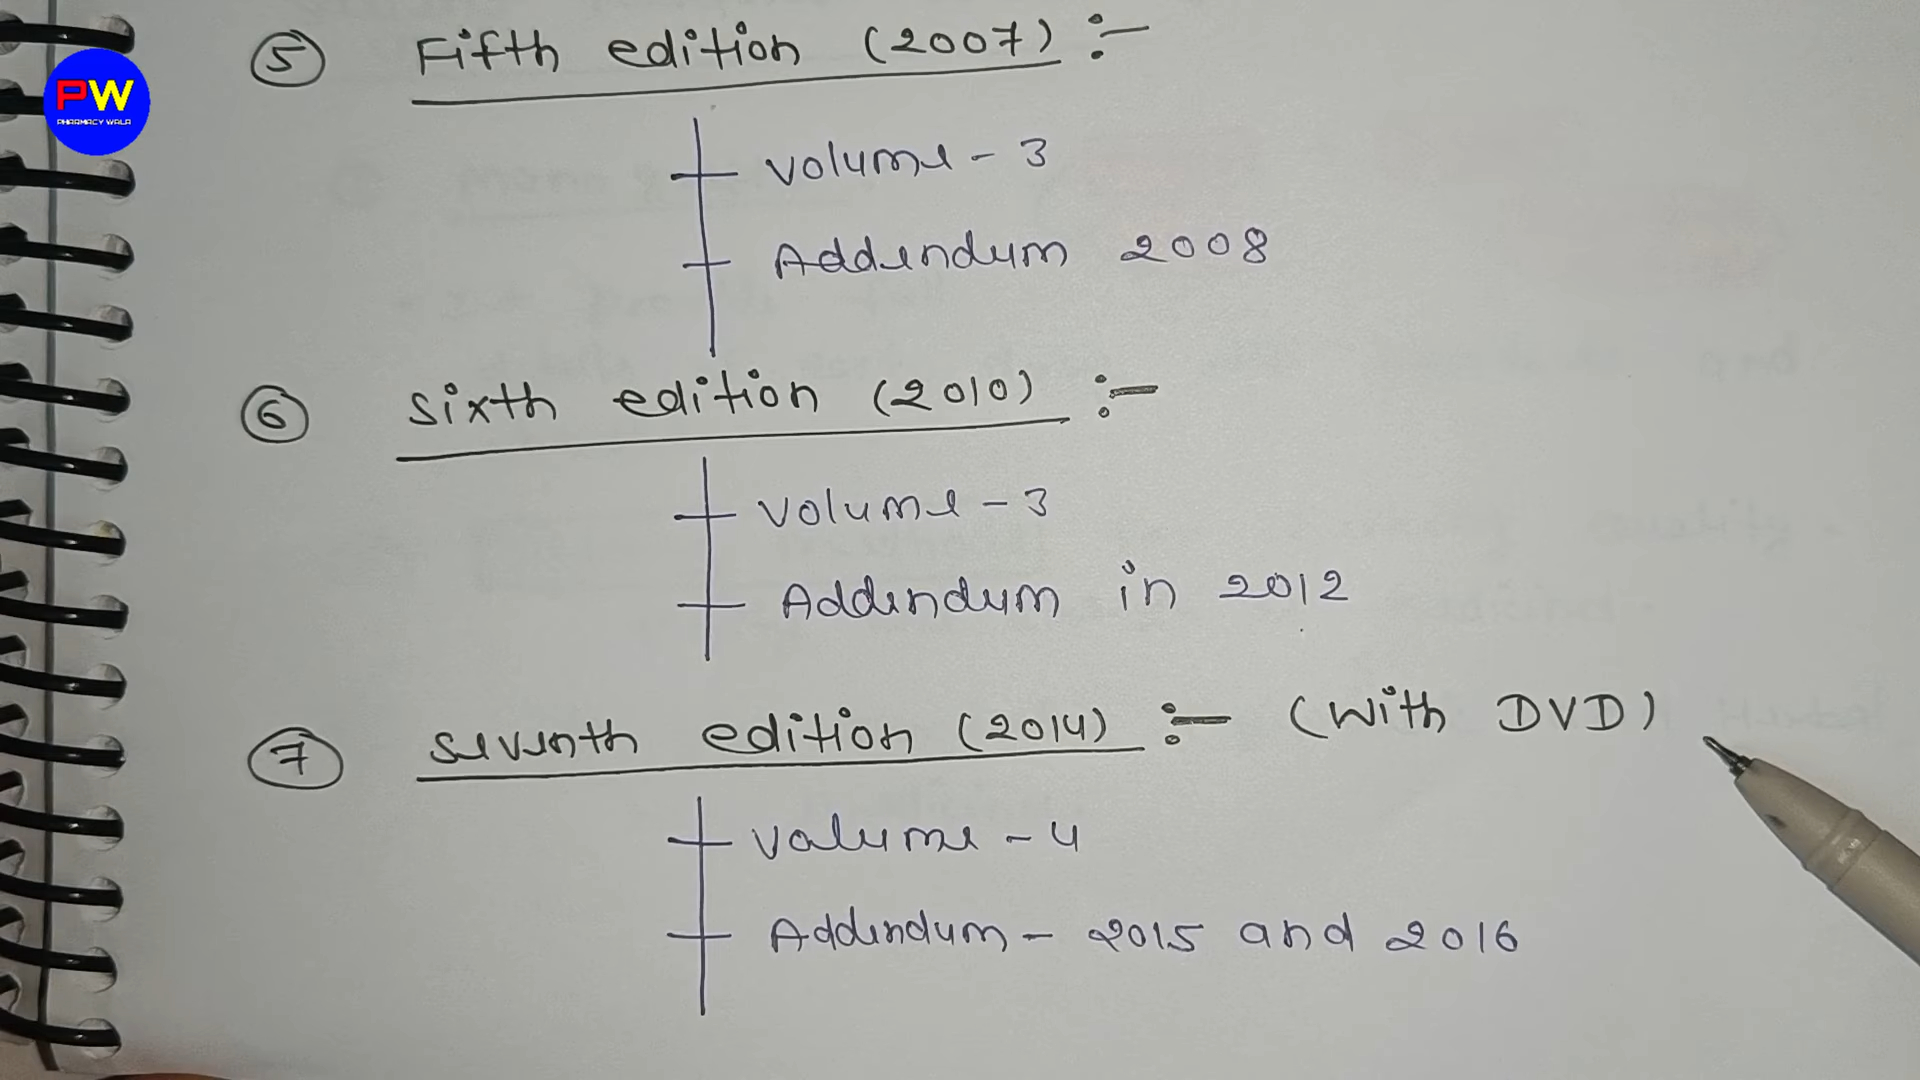 PW
PHARMACY WALA
⑤ Fifth edition (2007) :-
Volume - 3
Addendum 2008
⑥ Sixth edition (2010) :-
Volume - 3
Addendum in 2012
⑦ Seventh edition (2014) :- (With DVD)
Valume - 4
Addendum - 2015 and 2016